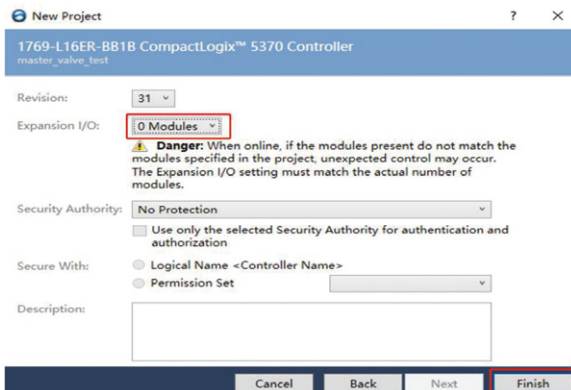 New Project
? ×
1769-L16ER-BB1B CompactLogix™ 5370 Controller
master_valve_test
Revision: 31
Expansion I/O: 0 Modules
Danger: When online, if the modules present do not match the
modules specified in the project, unexpected control may occur.
The Expansion I/O setting must match the actual number of
modules.
Security Authority: No Protection
Use only the selected Security Authority for authentication and
authorization
Secure With: Logical Name <Controller Name>
Permission Set
Description:
Cancel Back Next Finish